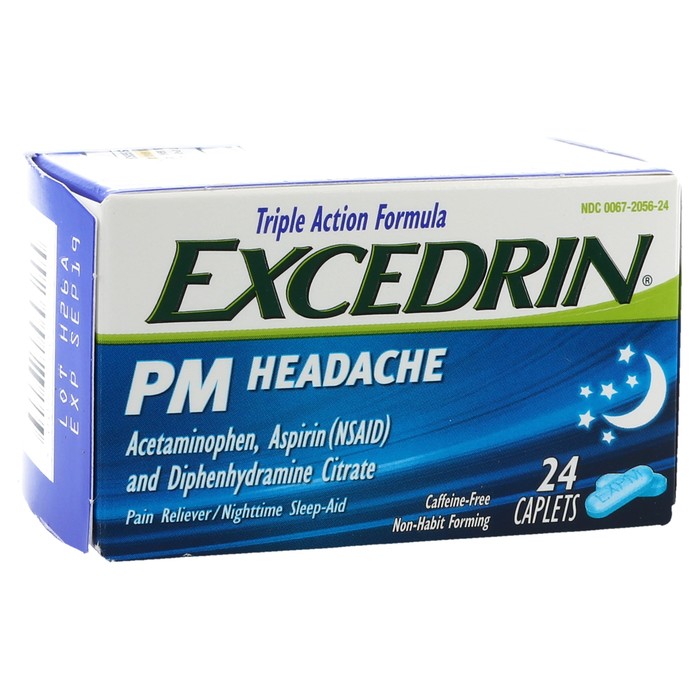 Triple Action Formula
NDC 0067-2056-24
EXCEDRIN®
PM HEADACHE
Acetaminophen, Aspirin (NSAID)
and Diphenhydramine Citrate
Pain Reliever/Nighttime Sleep-Aid
Caffeine-Free
Non-Habit Forming
24
CAPLETS
LOT H26A
EXP SEP19